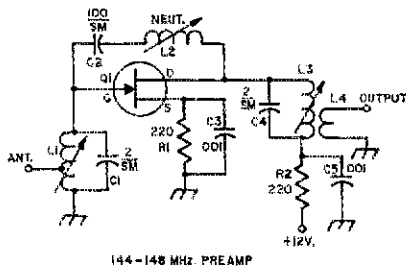 100
SM
C2
NEUT.
L2
Q1
D
G
S
L3
2
SM
C4
L4
OUTPUT
220
R1
C3
.001
ANT.
L1
2
SM
C1
R2
220
C5
.001
+12V.
144-148 MHz. PREAMP